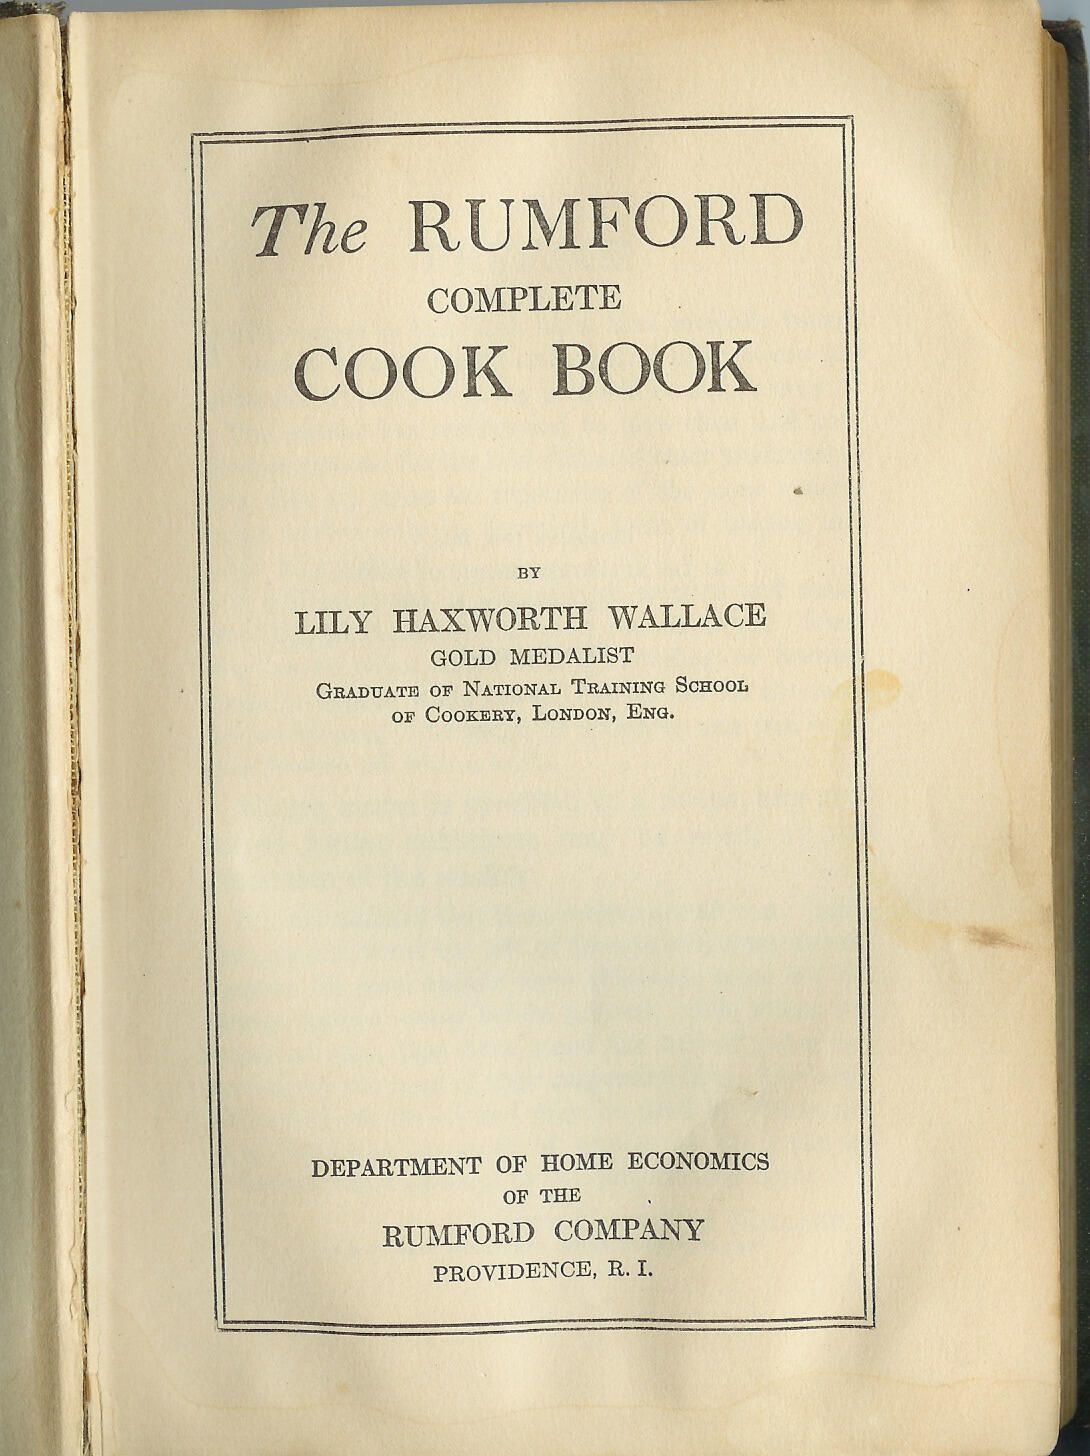 The RUMFORD
COMPLETE
COOK BOOK
BY
LILY HAXWORTH WALLACE
GOLD MEDALIST
GRADUATE OF NATIONAL TRAINING SCHOOL
OF COOKERY, LONDON, ENG.
DEPARTMENT OF HOME ECONOMICS
OF THE
RUMFORD COMPANY
PROVIDENCE, R. I.